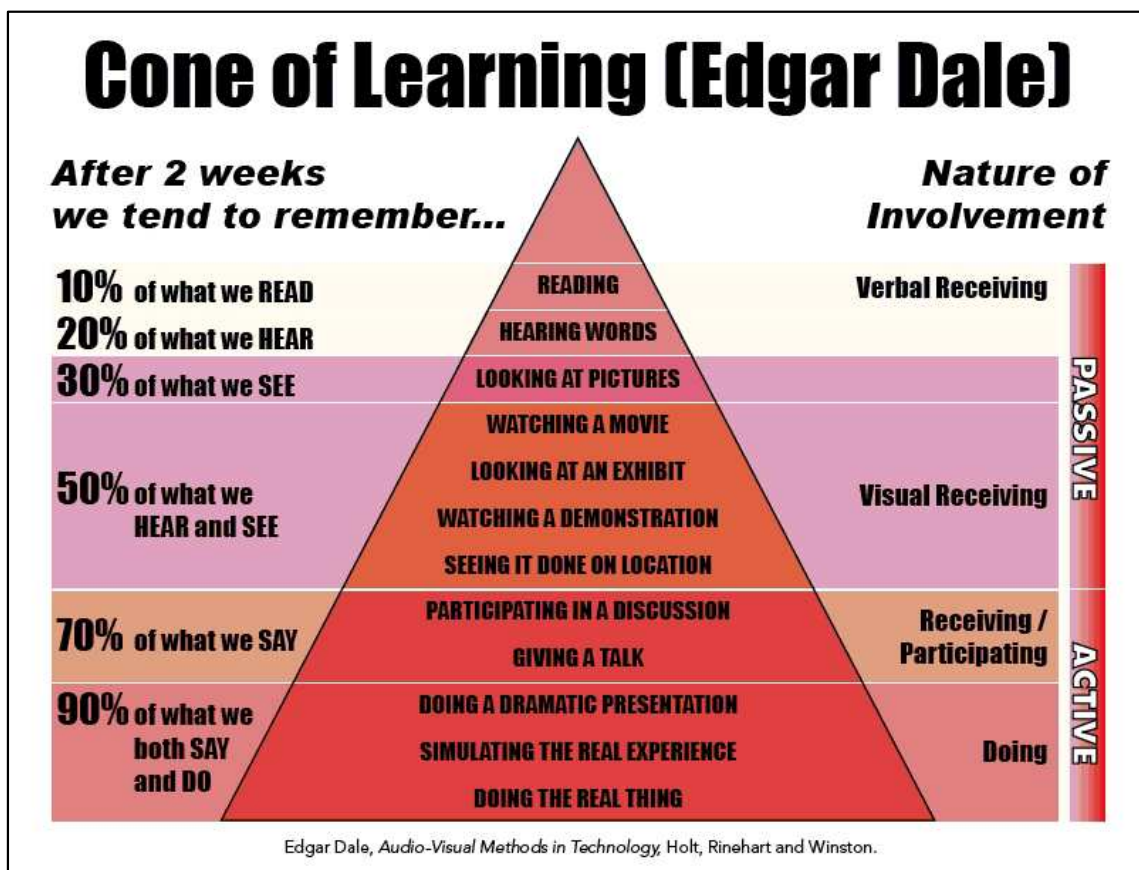 Cone of Learning (Edgar Dale)
After 2 weeks
we tend to remember...
Nature of
Involvement
10% of what we READ
READING
Verbal Receiving
20% of what we HEAR
HEARING WORDS
30% of what we SEE
LOOKING AT PICTURES
PASSIVE
50% of what we
HEAR and SEE
WATCHING A MOVIE
LOOKING AT AN EXHIBIT
WATCHING A DEMONSTRATION
SEEING IT DONE ON LOCATION
Visual Receiving
70% of what we SAY
PARTICIPATING IN A DISCUSSION
GIVING A TALK
Receiving /
Participating
ACTIVE
90% of what we
both SAY
and DO
DOING A DRAMATIC PRESENTATION
SIMULATING THE REAL EXPERIENCE
DOING THE REAL THING
Doing
Edgar Dale, Audio-Visual Methods in Technology, Holt, Rinehart and Winston.